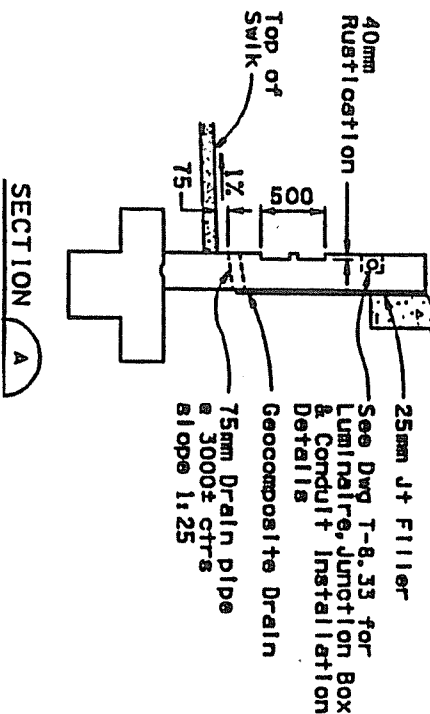 40mm
Rustication
Top of
Swlk
1%
75
500
25mm Jt Filler
See Dwg T-8.33 for
Luminaire, Junction Box
& Conduit Installation
Details
Geocomposite Drain
75mm Drain pipe
@ 3000± ctrs
slope 1:25
SECTION A